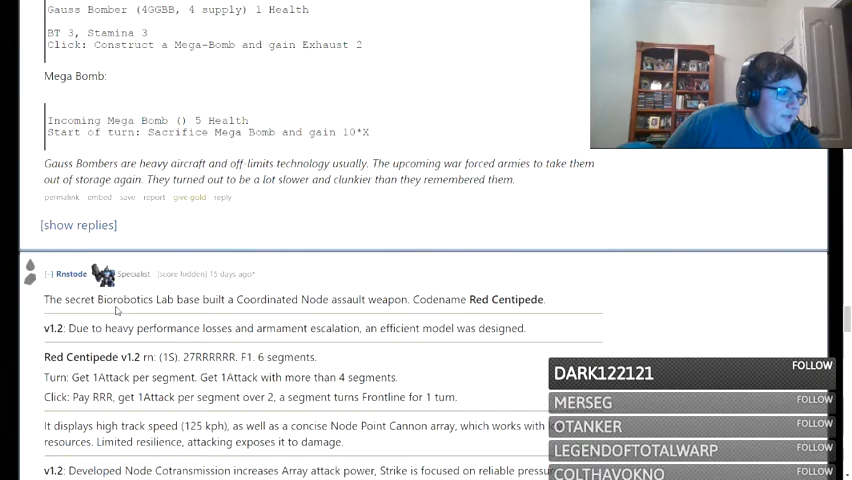 Gauss Bomber (4GGBB, 4 supply) 1 Health
BT 3, Stamina 3
Click: Construct a Mega-Bomb and gain Exhaust 2
Mega Bomb:
Incoming Mega Bomb () 5 Health
Start of turn: Sacrifice Mega Bomb and gain 10*X
Gauss Bombers are heavy aircraft and off-limits technology usually. The upcoming war forced armies to take them
out of storage again. They turned out to be a lot slower and clunkier than they remembered them.
permalink embed save report give gold reply
[show replies]
[-] Rnstode Specialist [score hidden] 15 days ago*
The secret Biorobotics Lab base built a Coordinated Node assault weapon. Codename Red Centipede.
v1.2: Due to heavy performance losses and armament escalation, an efficient model was designed.
Red Centipede v1.2 rn: (1S). 27RRRRRR. F1. 6 segments.
Turn: Get 1Attack per segment. Get 1Attack with more than 4 segments.
Click: Pay RRR, get 1Attack per segment over 2, a segment turns Frontline for 1 turn.
It displays high track speed (125 kph), as well as a concise Node Point Cannon array, which works with
resources. Limited resilience, attacking exposes it to damage.
v1.2: Developed Node Cotransmission increases Array attack power, Strike is focused on reliable
DARK122121 FOLLOW
MERSEG FOLLOW
OTANKER FOLLOW
LEGENDOFTOTALWARP FOLLOW
COLTHAVOKNO FOLLOW